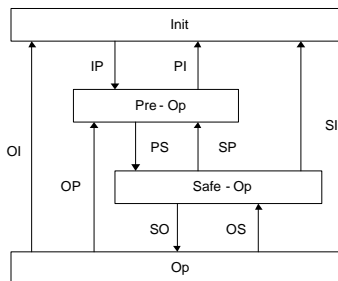 Init
IP
PI
Pre - Op
SI
OI
PS
SP
OP
Safe - Op
SO
OS
Op